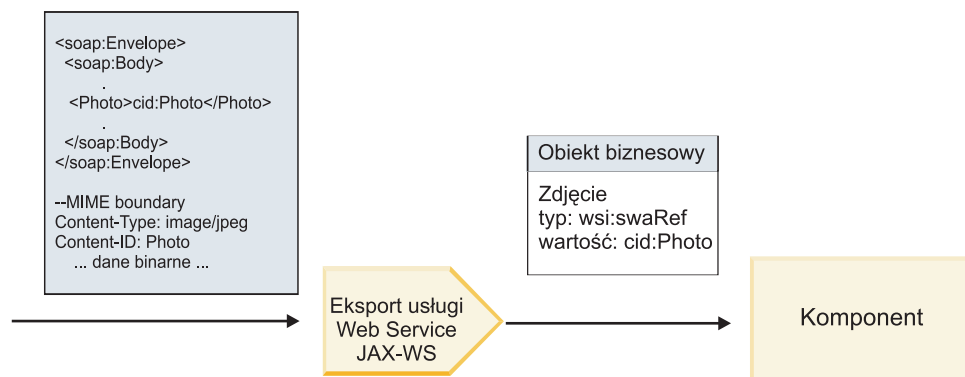 <soap:Envelope>
<soap:Body>
.
<Photo>cid:Photo</Photo>
.
</soap:Body>
</soap:Envelope>
--MIME boundary
Content-Type: image/jpeg
Content-ID: Photo
... dane binarne ...
Eksport usługi
Web Service
JAX-WS
Obiekt biznesowy
Zdjęcie
typ: wsi:swaRef
wartość: cid:Photo
Komponent